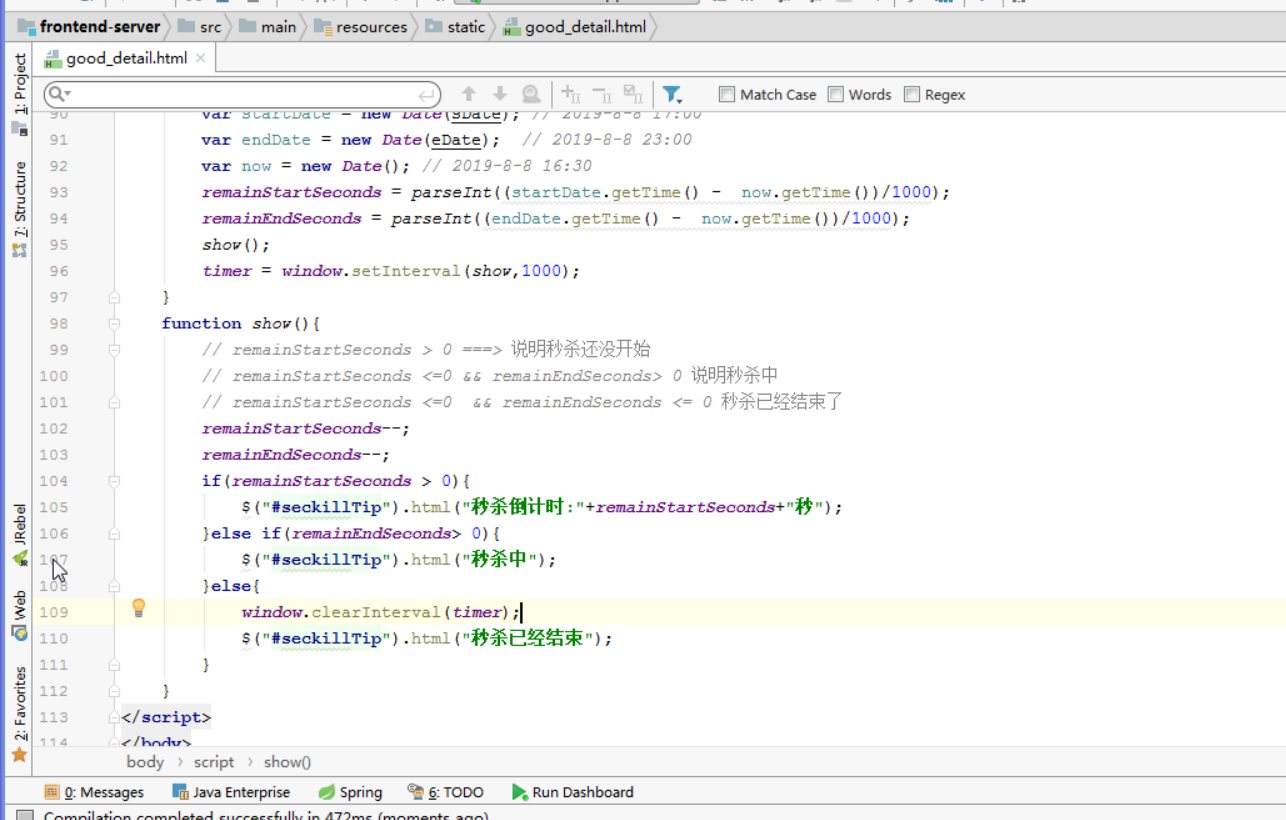 frontend-server src main resources static good_detail.html
good_detail.html
Match Case Words Regex
90 var startDate = new Date(sDate); // 2019-8-8 17:00
91 var endDate = new Date(eDate);  // 2019-8-8 23:00
92 var now = new Date(); // 2019-8-8 16:30
93 remainStartSeconds = parseInt((startDate.getTime() -  now.getTime())/1000);
94 remainEndSeconds = parseInt((endDate.getTime() -  now.getTime())/1000);
95 show();
96 timer = window.setInterval(show,1000);
97 }
98 function show(){
99 // remainStartSeconds > 0 ===> 说明秒杀还没开始
100 // remainStartSeconds <=0 && remainEndSeconds> 0 说明秒杀中
101 // remainStartSeconds <=0  && remainEndSeconds <= 0 秒杀已经结束了
102 remainStartSeconds--;
103 remainEndSeconds--;
104 if(remainStartSeconds > 0){
105 $("#seckillTip").html("秒杀倒计时:"+remainStartSeconds+"秒");
106 }else if(remainEndSeconds> 0){
107 $("#seckillTip").html("秒杀中");
108 }else{
109 window.clearInterval(timer);
110 $("#seckillTip").html("秒杀已经结束");
111 }
112 }
113 </script>
114 </body>
body › script › show()
1: Project
7: Structure
JRebel
Web
2: Favorites
0: Messages Java Enterprise Spring 6: TODO Run Dashboard
Compilation completed successfully in 472ms (moments ago)